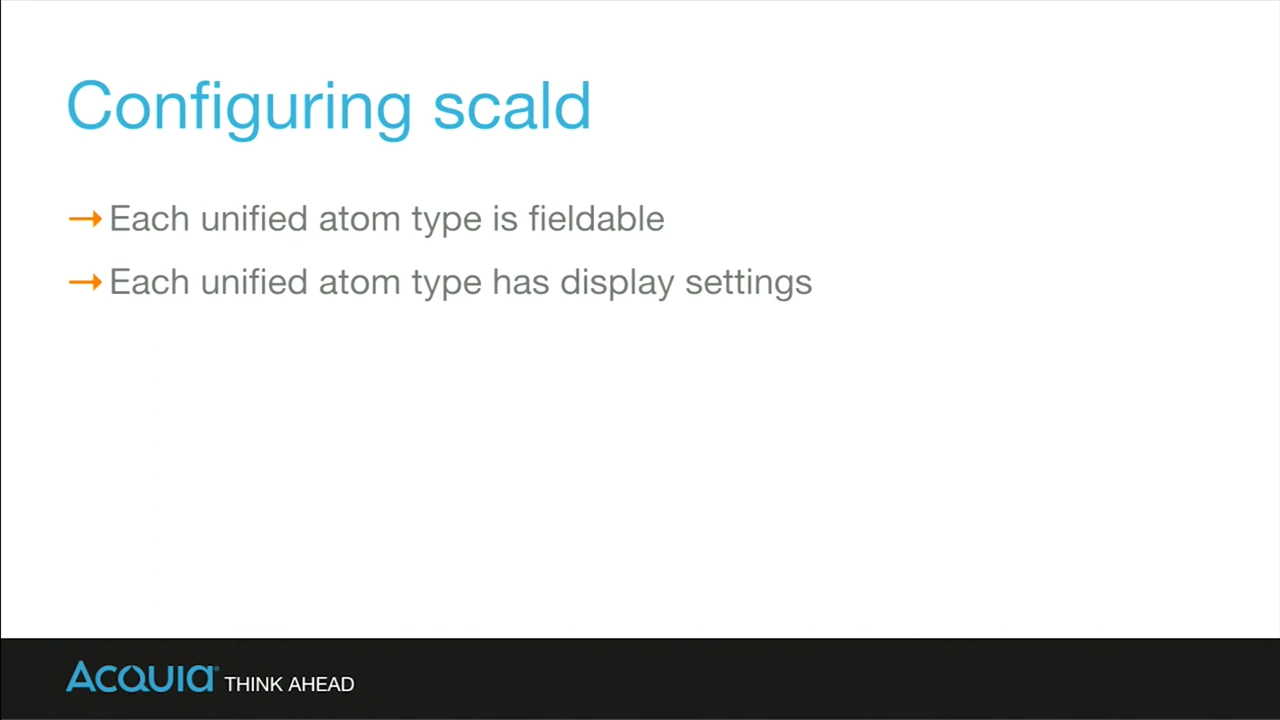 Configuring scald
→ Each unified atom type is fieldable
→ Each unified atom type has display settings
ACQUIA® THINK AHEAD